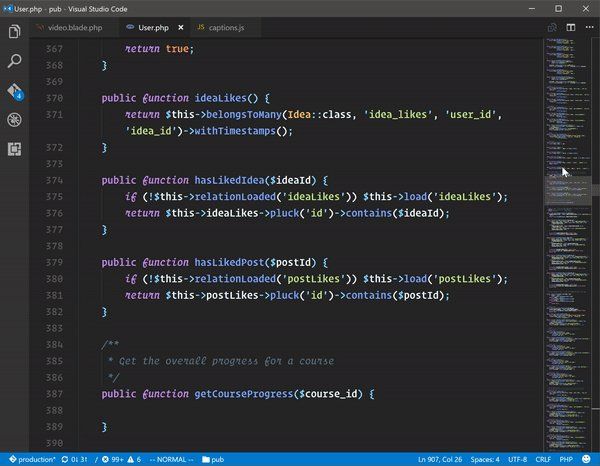 User.php - pub - Visual Studio Code
video.blade.php User.php captions.js
367 return true;
368 }
369
370 public function ideaLikes() {
371 return $this->belongsToMany(Idea::class, 'idea_likes', 'user_id',
'idea_id')->withTimestamps();
372 }
373
374 public function hasLikedIdea($ideaId) {
375 if (!$this->relationLoaded('ideaLikes')) $this->load('ideaLikes');
376 return $this->ideaLikes->pluck('id')->contains($ideaId);
377 }
378
379 public function hasLikedPost($postId) {
380 if (!$this->relationLoaded('postLikes')) $this->load('postLikes');
381 return $this->postLikes->pluck('id')->contains($postId);
382 }
383
384 /**
385 * Get the overall progress for a course
386 */
387 public function getCourseProgress($course_id) {
388
389 }
390
4
production* 0↓ 3↑ 99+ 6 -- NORMAL -- pub Ln 907, Col 26 Spaces: 4 UTF-8 CRLF PHP